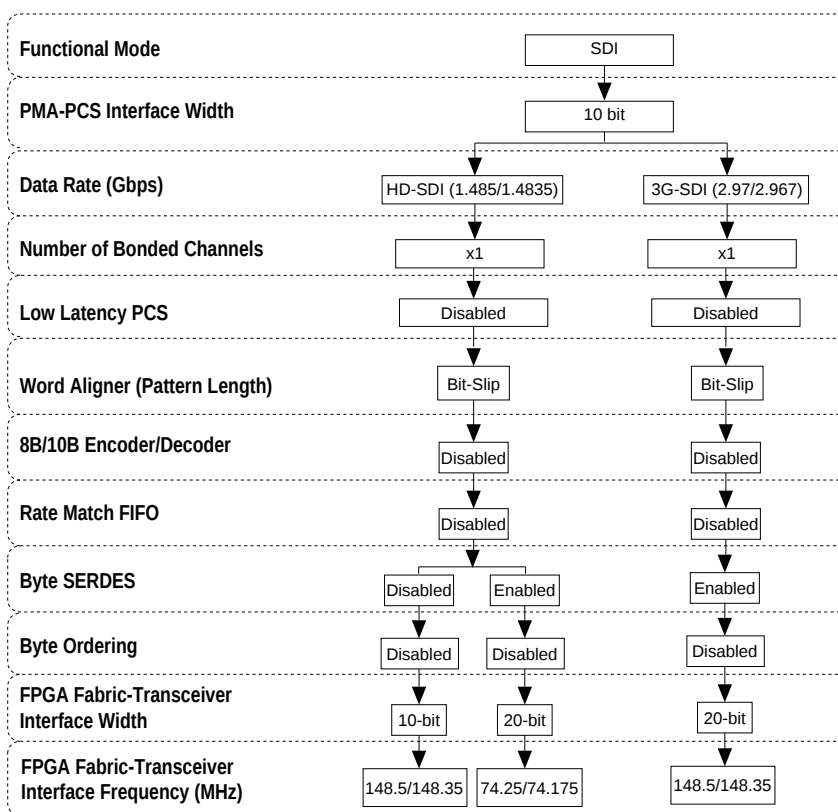 Functional Mode
SDI
PMA-PCS Interface Width
10 bit
Data Rate (Gbps)
HD-SDI (1.485/1.4835)
3G-SDI (2.97/2.967)
Number of Bonded Channels
x1
x1
Low Latency PCS
Disabled
Disabled
Word Aligner (Pattern Length)
Bit-Slip
Bit-Slip
8B/10B Encoder/Decoder
Disabled
Disabled
Rate Match FIFO
Disabled
Disabled
Byte SERDES
Disabled
Enabled
Enabled
Byte Ordering
Disabled
Disabled
Disabled
FPGA Fabric-Transceiver
Interface Width
10-bit
20-bit
20-bit
FPGA Fabric-Transceiver
Interface Frequency (MHz)
148.5/148.35
74.25/74.175
148.5/148.35